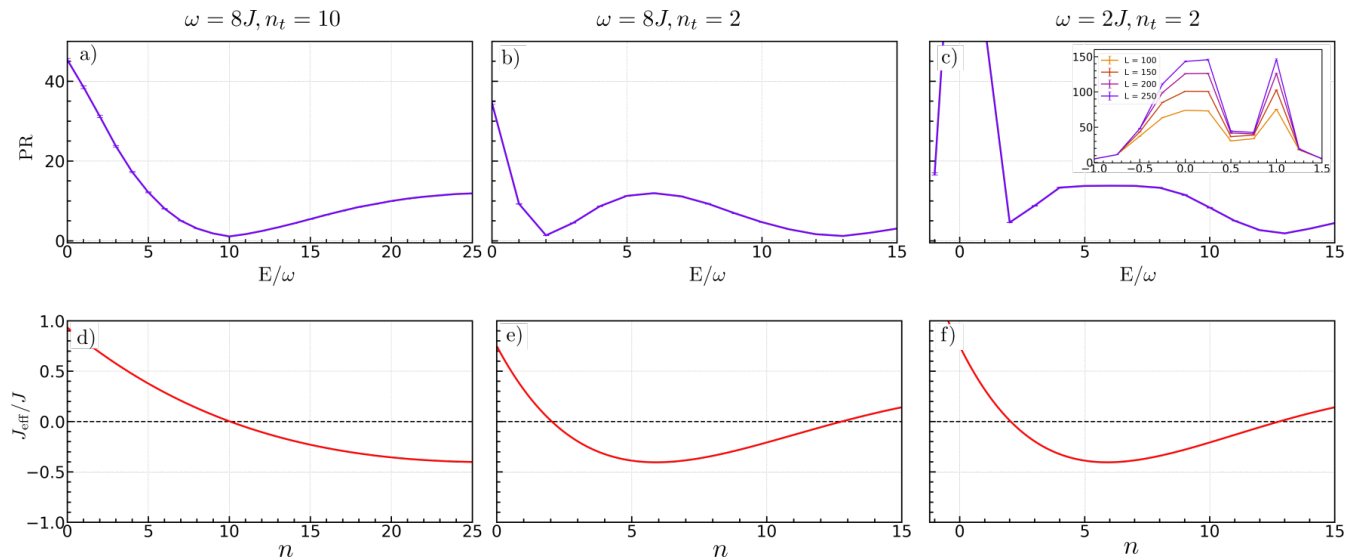 ω = 8J, n_t = 10
ω = 8J, n_t = 2
ω = 2J, n_t = 2
a)
PR
40
20
0
0 5 10 15 20 25
E/ω
b)
0 5 10 15
E/ω
c)
0 5 10 15
E/ω
L = 100
L = 150
L = 200
L = 250
150
100
50
0
−1.0 −0.5 0.0 0.5 1.0 1.5
d)
J_eff/J
1.0
0.5
0.0
−0.5
−1.0
0 5 10 15 20 25
n
e)
0 5 10 15
n
f)
0 5 10 15
n